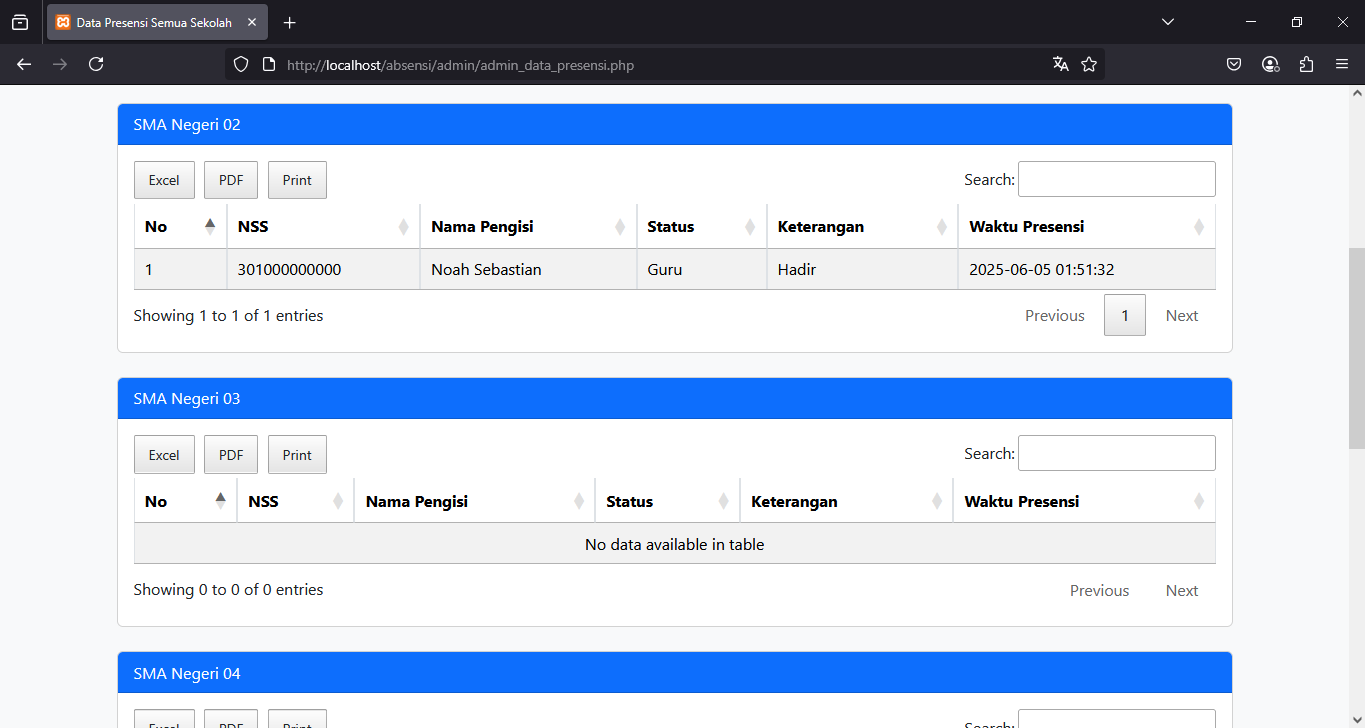 Data Presensi Semua Sekolah
http://localhost/absensi/admin/admin_data_presensi.php
SMA Negeri 02
Excel PDF Print Search:
No NSS Nama Pengisi Status Keterangan Waktu Presensi
1 301000000000 Noah Sebastian Guru Hadir 2025-06-05 01:51:32
Showing 1 to 1 of 1 entries Previous 1 Next
SMA Negeri 03
Excel PDF Print Search:
No NSS Nama Pengisi Status Keterangan Waktu Presensi
No data available in table
Showing 0 to 0 of 0 entries Previous Next
SMA Negeri 04
Excel PDF Print Search: